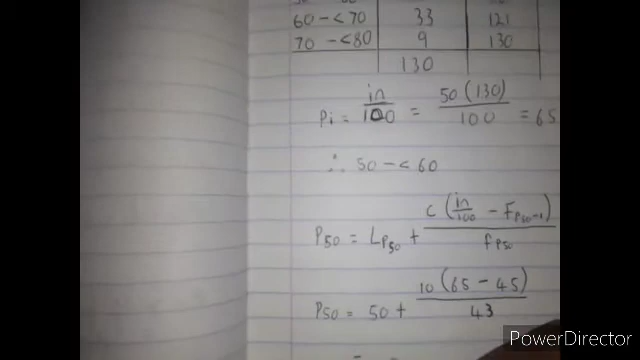 60 - < 70 33 121
70 - < 80 9 130
130
Pi = in/100 = 50 (130)/100 = 65
∴ 50 - < 60
P50 = LP50 + C (in/100 - FP50-1)/fP50
P50 = 50 + 10 (65 - 45)/43
PowerDirector